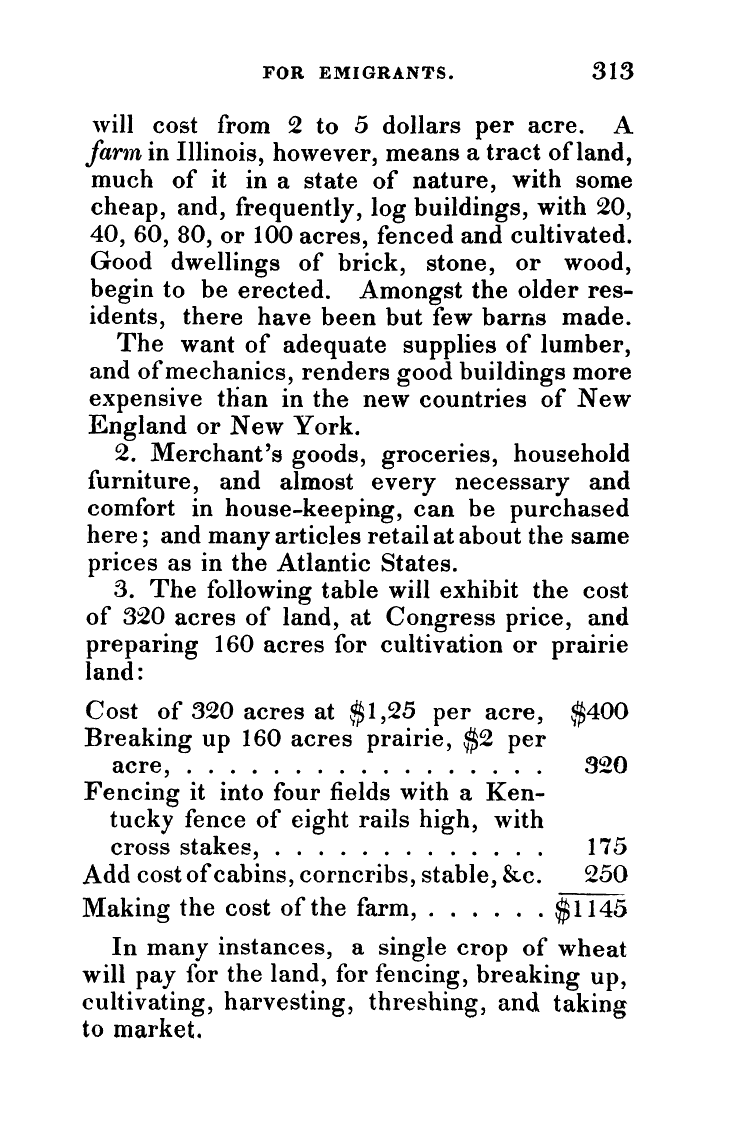 FOR EMIGRANTS. 313
will cost from 2 to 5 dollars per acre. A
farm in Illinois, however, means a tract of land,
much of it in a state of nature, with some
cheap, and, frequently, log buildings, with 20,
40, 60, 80, or 100 acres, fenced and cultivated.
Good dwellings of brick, stone, or wood,
begin to be erected. Amongst the older res-
idents, there have been but few barns made.
The want of adequate supplies of lumber,
and of mechanics, renders good buildings more
expensive than in the new countries of New
England or New York.
2. Merchant's goods, groceries, household
furniture, and almost every necessary and
comfort in house-keeping, can be purchased
here; and many articles retail at about the same
prices as in the Atlantic States.
3. The following table will exhibit the cost
of 320 acres of land, at Congress price, and
preparing 160 acres for cultivation or prairie
land:
Cost of 320 acres at $1,25 per acre, $400
Breaking up 160 acres prairie, $2 per
acre, . . . . . . . . . . . . . . . . . 320
Fencing it into four fields with a Ken-
tucky fence of eight rails high, with
cross stakes, . . . . . . . . . . . . . 175
Add cost of cabins, corncribs, stable, &c. 250
Making the cost of the farm, . . . . . . $1145
In many instances, a single crop of wheat
will pay for the land, for fencing, breaking up,
cultivating, harvesting, threshing, and taking
to market.